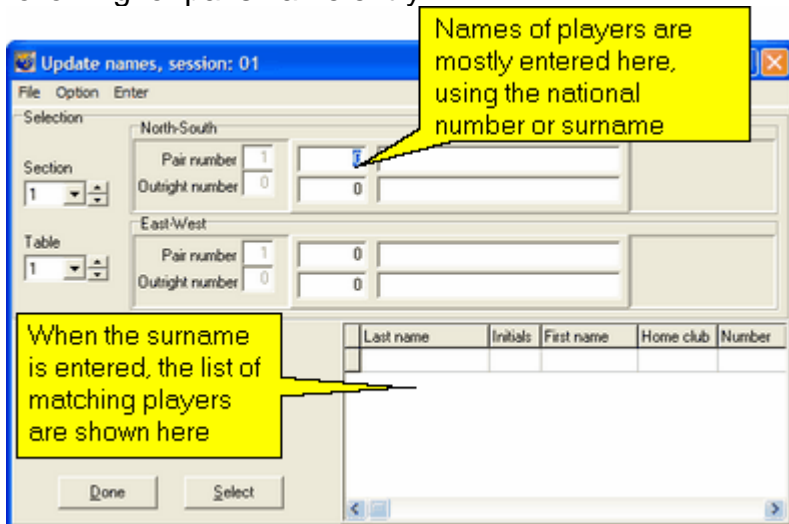 Names of players are
mostly entered here,
using the national
number or surname
Update names, session: 01
File Option Enter
Selection
North-South
Pair number 1 0
Section
Outright number 0 0
1
East-West
Table
Pair number 1 0
1
Outright number 0 0
When the surname
is entered, the list of
matching players
are shown here
Last name Initials First name Home club Number
Done Select